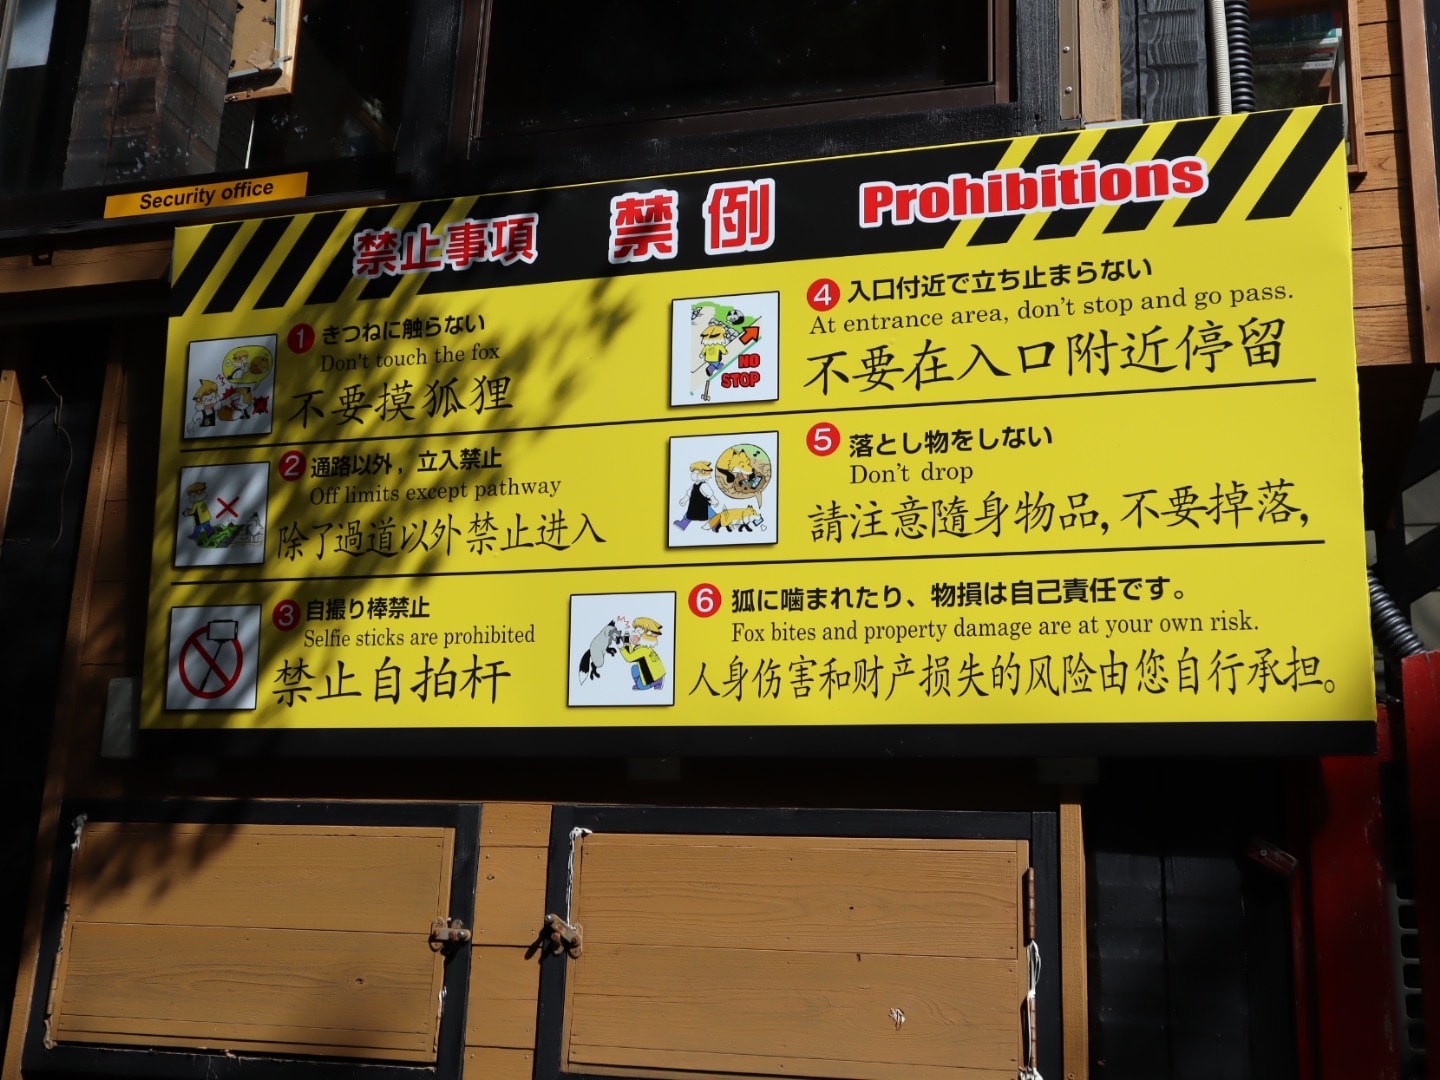 Security office
禁止事項 禁例 Prohibitions
1 きつねに触らない
Don't touch the fox
不要摸狐狸
2 通路以外，立入禁止
Off limits except pathway
除了過道以外禁止进入
3 自撮り棒禁止
Selfie sticks are prohibited
禁止自拍杆
4 入口付近で立ち止まらない
At entrance area, don't stop and go pass.
不要在入口附近停留
NO
STOP
5 落とし物をしない
Don't drop
請注意隨身物品, 不要掉落,
6 狐に噛まれたり、物損は自己責任です。
Fox bites and property damage are at your own risk.
人身伤害和财产损失的风险由您自行承担。